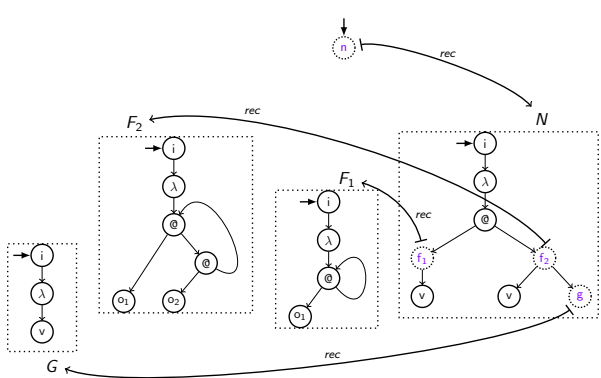 n
rec
F₂
rec
N
i
i
λ
λ
F₁
rec
i
@
@
λ
f₁
f₂
@
i
@
λ
v
v
g
o₁
o₂
o₁
v
G
rec